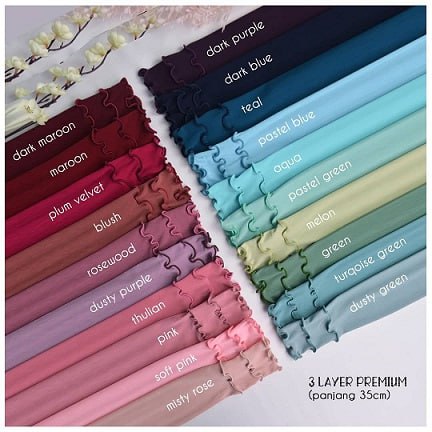 dark maroon
maroon
plum velvet
blush
rosewood
dusty purple
thulian
pink
soft pink
misty rose
dark purple
dark blue
teal
pastel blue
aqua
pastel green
melon
green
turqoise green
dusty green
3 LAYER PREMIUM
(panjang 35cm)